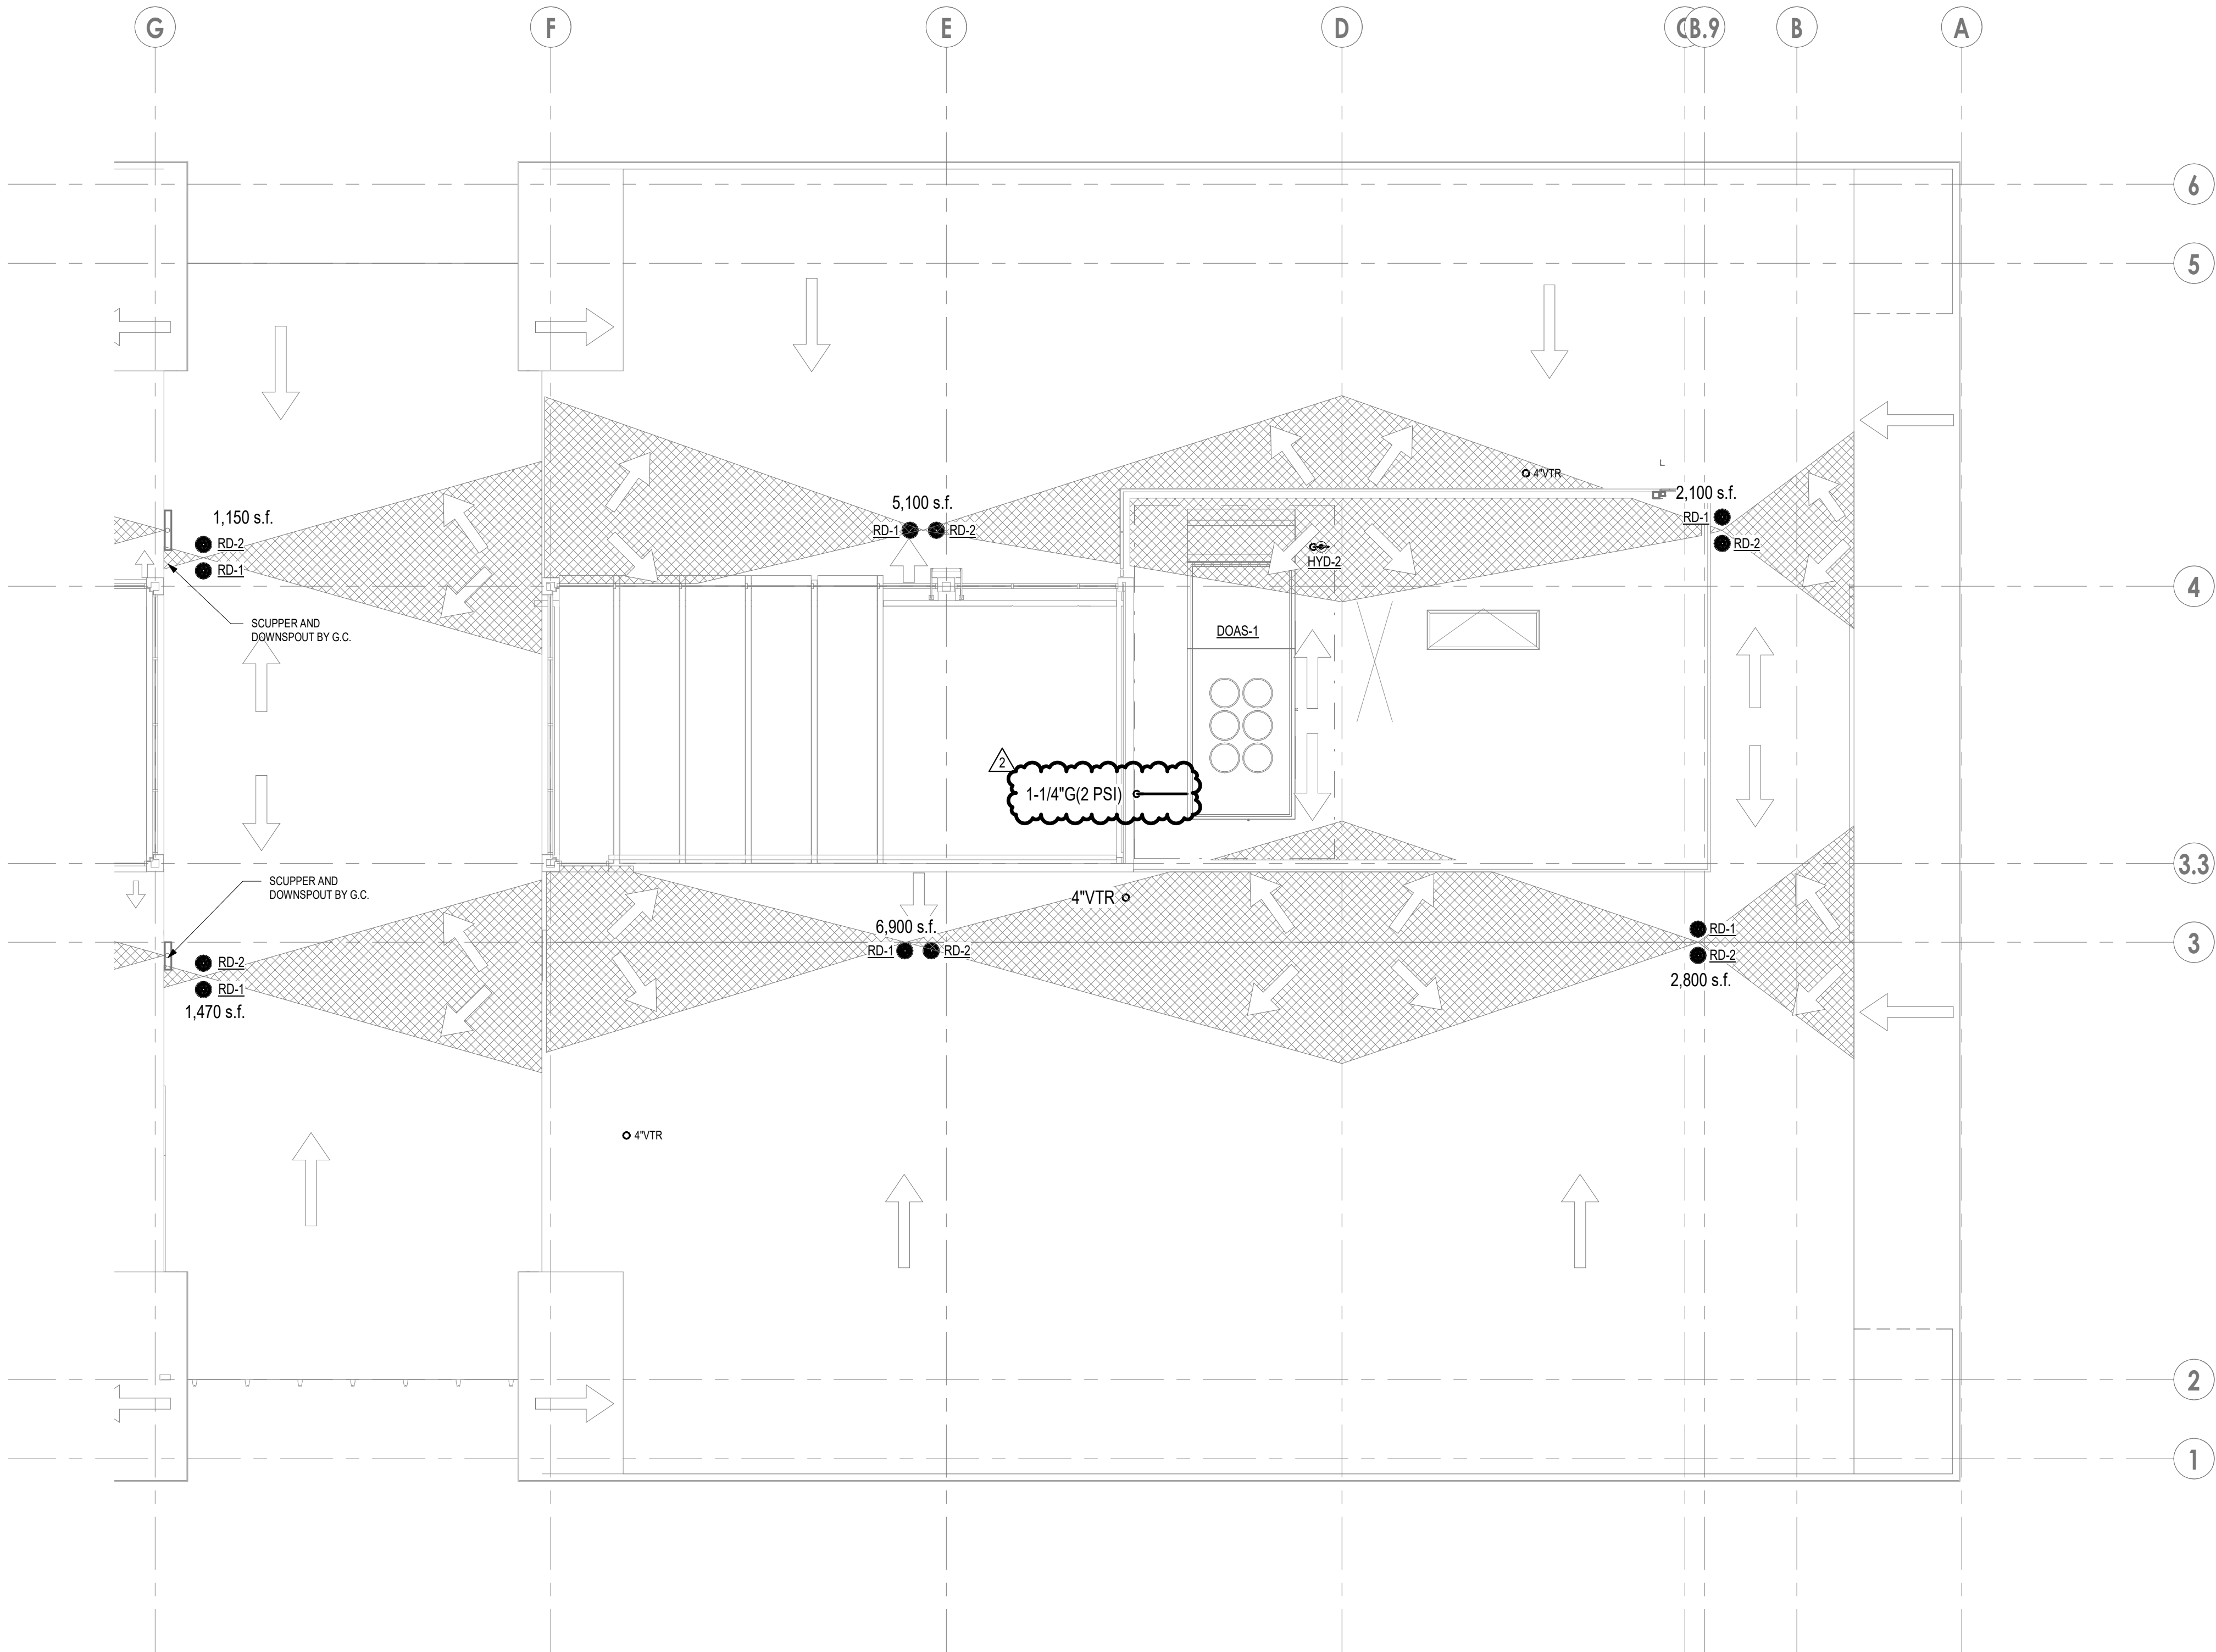 G
F
E
D
C
B.9
B
A
6
5
4
3.3
3
2
1
1,150 s.f.
RD-2
RD-1
SCUPPER AND
DOWNSPOUT BY G.C.
5,100 s.f.
RD-1
RD-2
4"VTR
2,100 s.f.
RD-1
RD-2
HYD-2
DOAS-1
2
1-1/4"G(2 PSI)
SCUPPER AND
DOWNSPOUT BY G.C.
4"VTR
6,900 s.f.
RD-1
RD-2
RD-1
RD-2
2,800 s.f.
RD-2
RD-1
1,470 s.f.
4"VTR